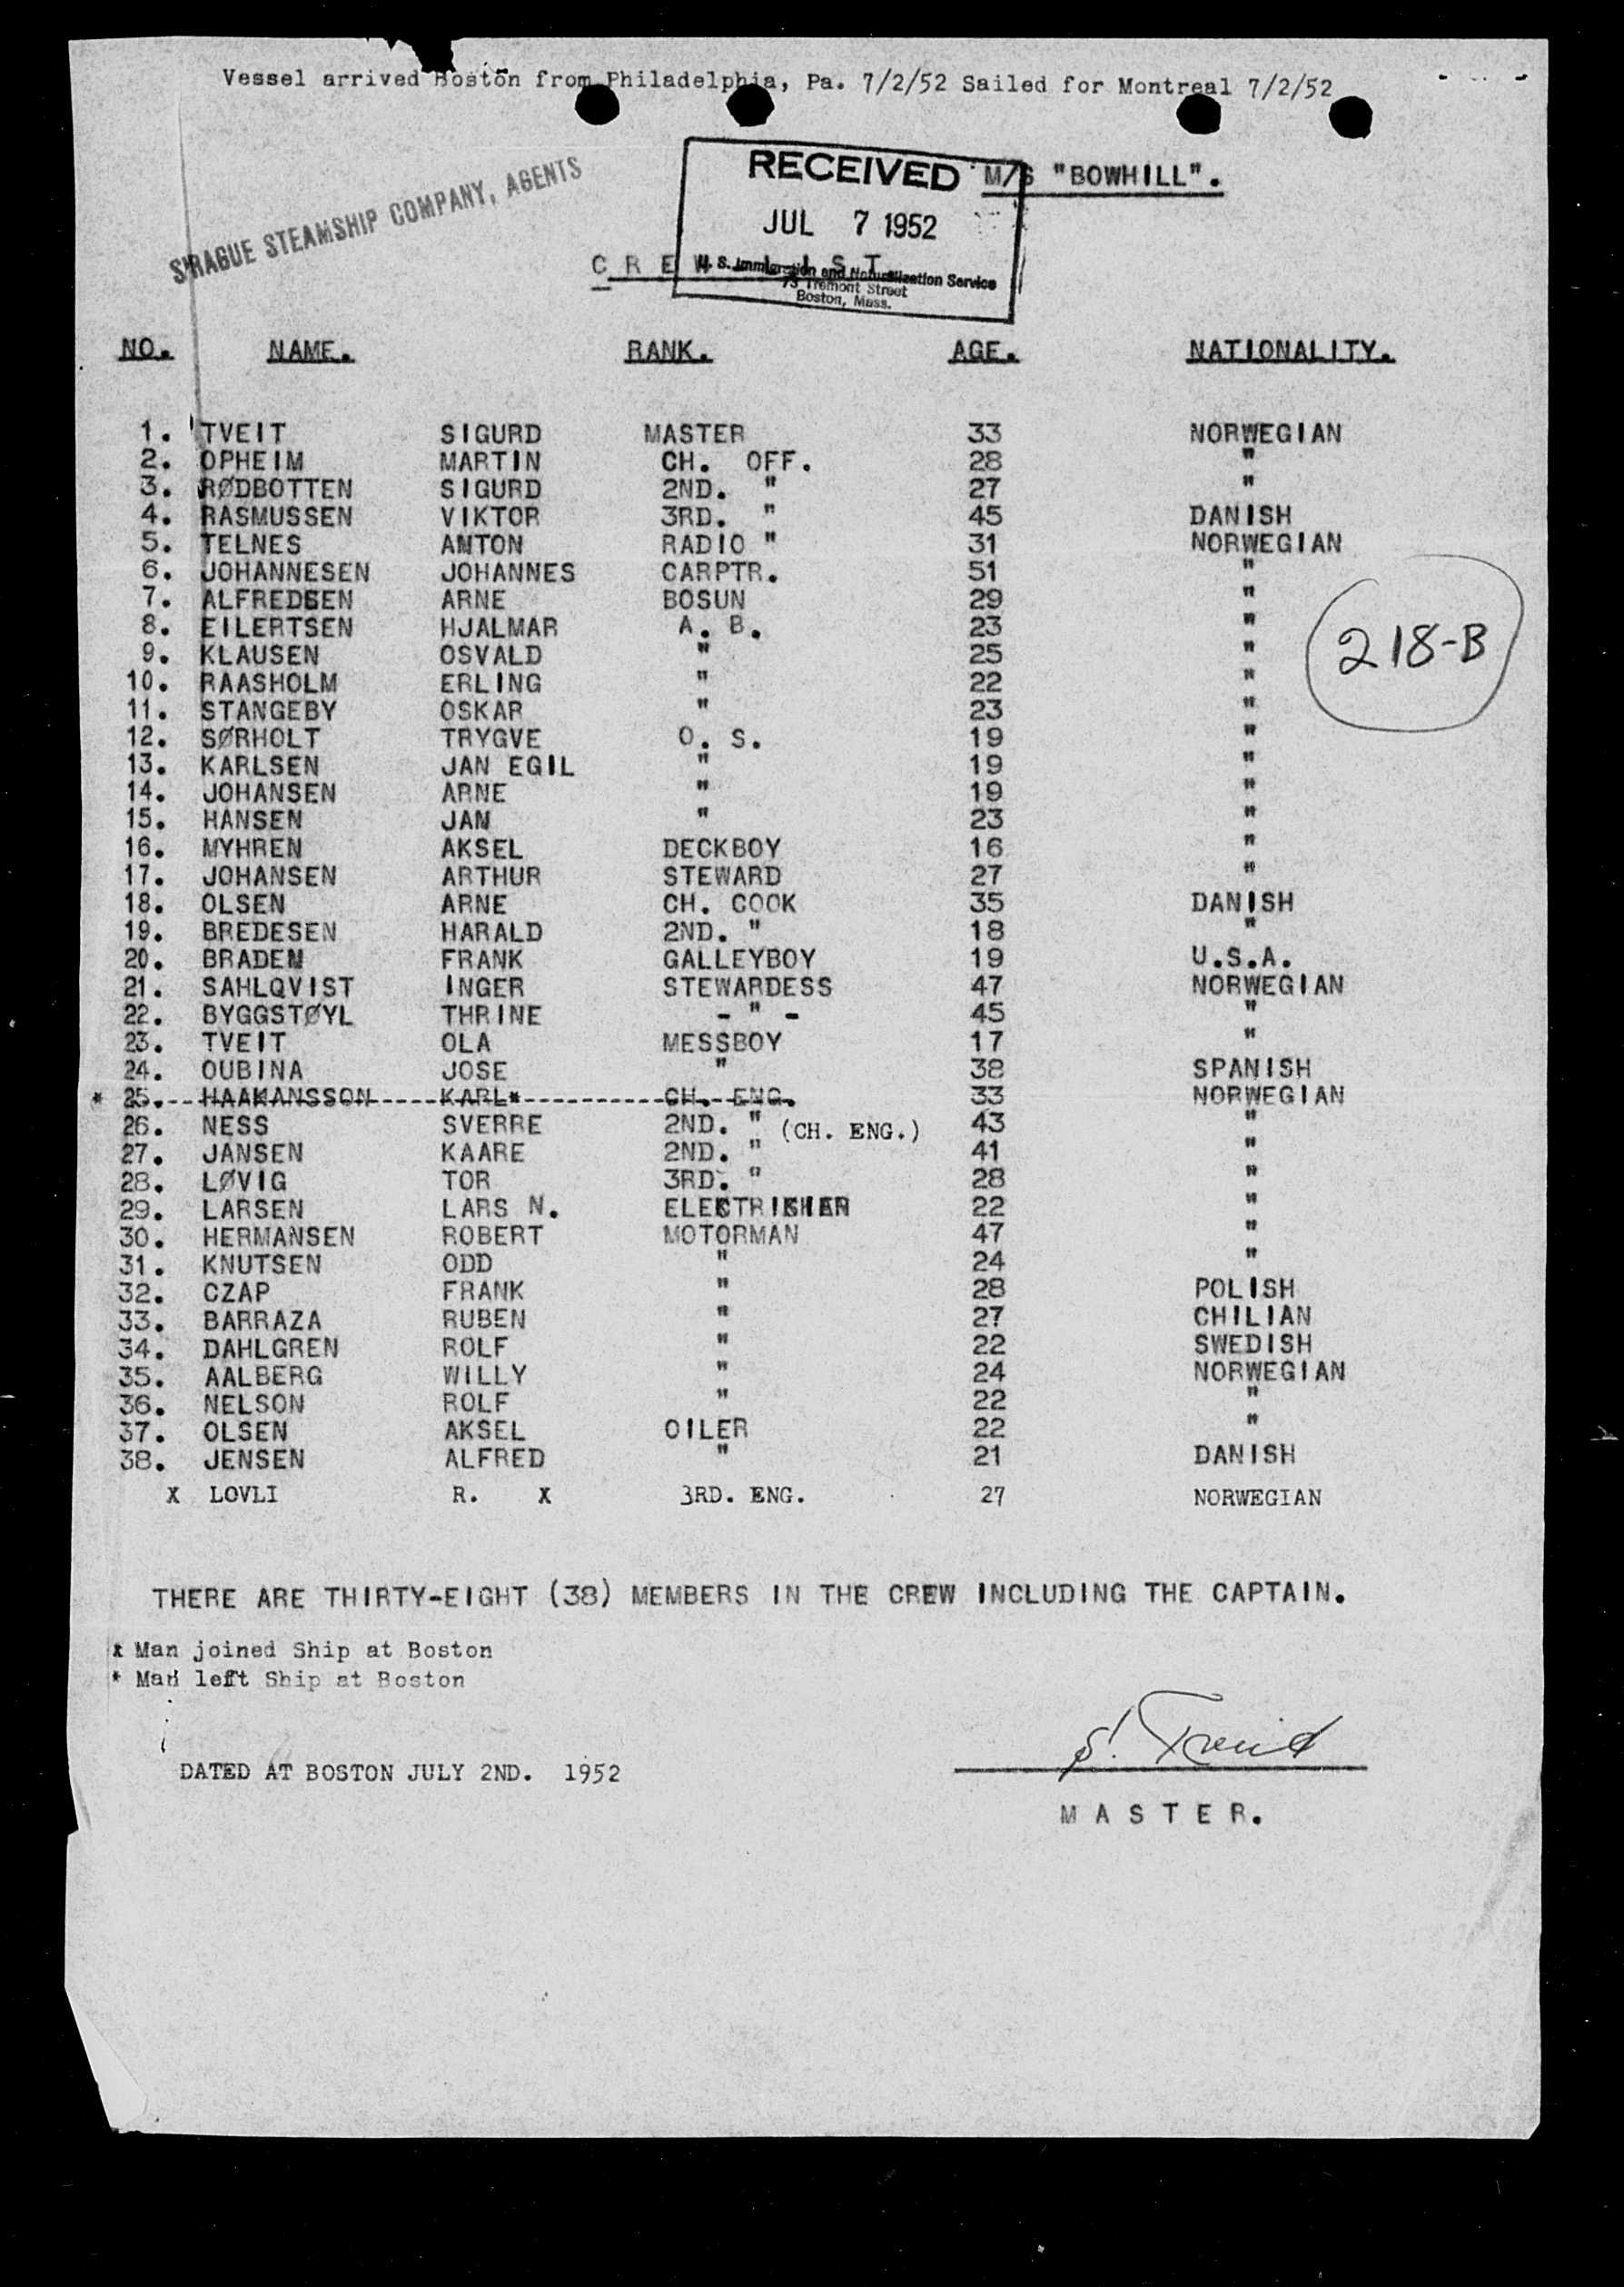 Vessel arrived Boston from Philadelphia, Pa. 7/2/52 Sailed for Montreal 7/2/52
SPRAGUE STEAMSHIP COMPANY, AGENTS
RECEIVED
JUL 7 1952
U. S. Immigration and Naturalization Service
73 Tremont Street
Boston, Mass.
M/S "BOWHILL".
CREW LIST
NO. NAME. RANK. AGE. NATIONALITY.
1. TVEIT SIGURD MASTER 33 NORWEGIAN
2. OPHEIM MARTIN CH. OFF. 28 "
3. RØDBOTTEN SIGURD 2ND. " 27 "
4. RASMUSSEN VIKTOR 3RD. " 45 DANISH
5. TELNES ANTON RADIO " 31 NORWEGIAN
6. JOHANNESEN JOHANNES CARPTR. 51 "
7. ALFREDSEN ARNE BOSUN 29 "
8. EILERTSEN HJALMAR A. B. 23 "
9. KLAUSEN OSVALD " 25 "
10. RAASHOLM ERLING " 22 "
11. STANGEBY OSKAR " 23 "
12. SØRHOLT TRYGVE O. S. 19 "
13. KARLSEN JAN EGIL " 19 "
14. JOHANSEN ARNE " 19 "
15. HANSEN JAN " 23 "
16. MYHREN AKSEL DECKBOY 16 "
17. JOHANSEN ARTHUR STEWARD 27 "
18. OLSEN ARNE CH. COOK 35 DANISH
19. BREDESEN HARALD 2ND. " 18 "
20. BRADEN FRANK GALLEYBOY 19 U.S.A.
21. SAHLQVIST INGER STEWARDESS 47 NORWEGIAN
22. BYGGSTØYL THRINE - " - 45 "
23. TVEIT OLA MESSBOY 17 "
24. OUBINA JOSE " 38 SPANISH
* 25. HAAKANSSON KARL* CH. ENG. 33 NORWEGIAN
26. NESS SVERRE 2ND. " (CH. ENG.) 43 "
27. JANSEN KAARE 2ND. " 41 "
28. LØVIG TOR 3RD. " 28 "
29. LARSEN LARS N. ELECTRICIAN 22 "
30. HERMANSEN ROBERT MOTORMAN 47 "
31. KNUTSEN ODD " 24 "
32. CZAP FRANK " 28 POLISH
33. BARRAZA RUBEN " 27 CHILIAN
34. DAHLGREN ROLF " 22 SWEDISH
35. AALBERG WILLY " 24 NORWEGIAN
36. NELSON ROLF " 22 "
37. OLSEN AKSEL OILER 22 "
38. JENSEN ALFRED " 21 DANISH
X LOVLI R. X 3RD. ENG. 27 NORWEGIAN
218-B
THERE ARE THIRTY-EIGHT (38) MEMBERS IN THE CREW INCLUDING THE CAPTAIN.
x Man joined Ship at Boston
* Man left Ship at Boston
S. Tveit
DATED AT BOSTON JULY 2ND. 1952
MASTER.